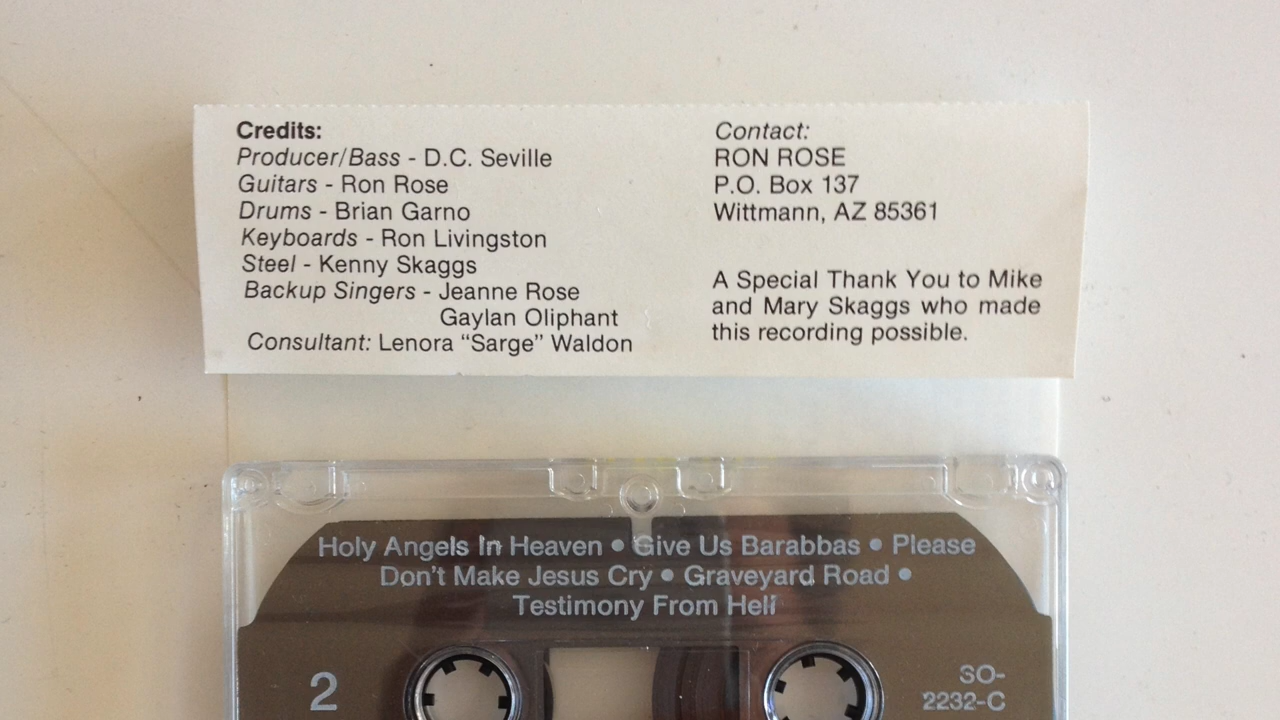 Credits:
Producer/Bass - D.C. Seville
Guitars - Ron Rose
Drums - Brian Garno
Keyboards - Ron Livingston
Steel - Kenny Skaggs
Backup Singers - Jeanne Rose
Gaylan Oliphant
Consultant: Lenora “Sarge” Waldon
Contact:
RON ROSE
P.O. Box 137
Wittmann, AZ 85361
A Special Thank You to Mike
and Mary Skaggs who made
this recording possible.
Holy Angels In Heaven • Give Us Barabbas • Please
Don't Make Jesus Cry • Graveyard Road •
Testimony From Hell
2
SO-
2232-C